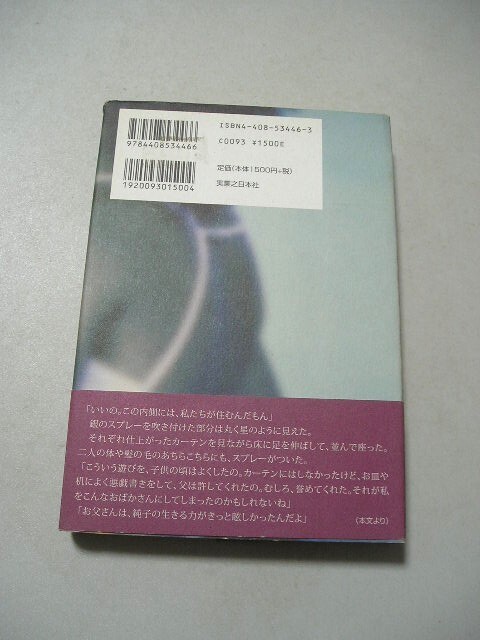 ISBN4-408-53446-3
C0093 ¥1500E
9784408534466
定価(本体1500円+税)
実業之日本社
1920093015004
「いいの。この内側には、私たちが住むんだもん」
銀のスプレーを吹き付けた部分は丸く星のように見えた。
それぞれ仕上がったカーテンを見ながら床に足を伸ばして、並んで座った。
二人の体や髪の毛のあちらこちらにも、スプレーがついた。
「こういう遊びを、子供の頃はよくしたの。カーテンにはしなかったけど、お皿や
机によく悪戯書きをして、父は許してくれたの。むしろ、誉めてくれた。それが私
をこんなおばかさんにしてしまったのかもしれないね」
「お父さんは、純子の生きる力がきっと眩しかったんだよ」
(本文より)